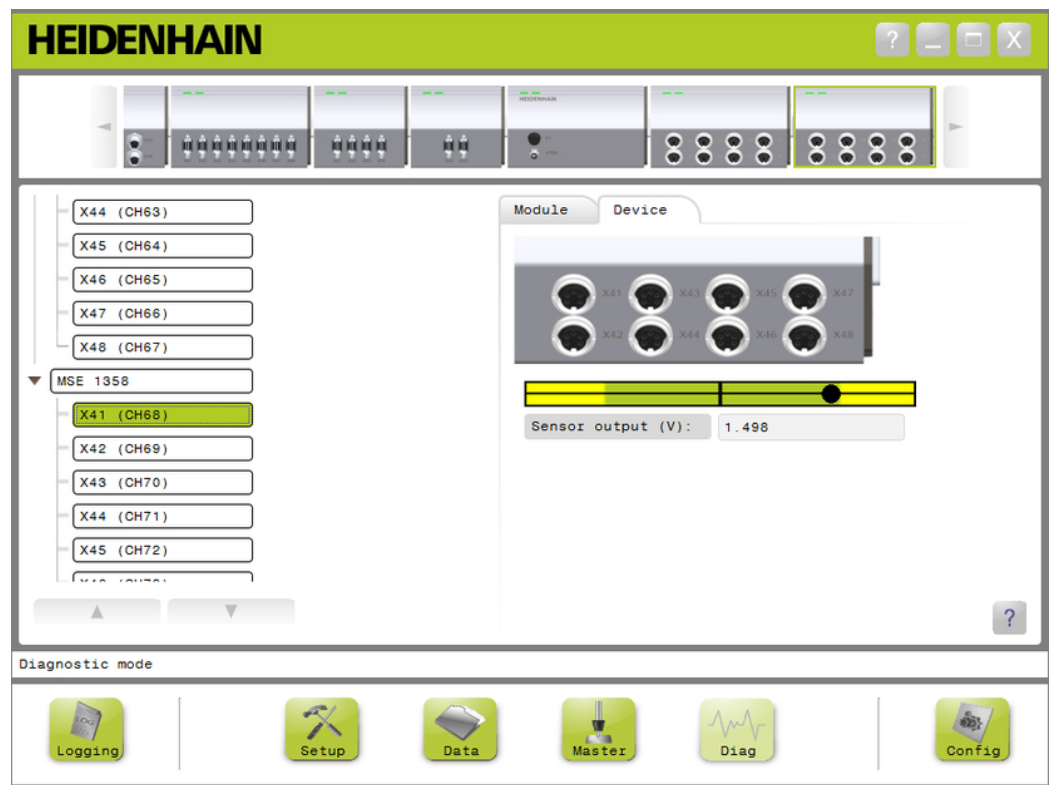 HEIDENHAIN
?
X
HEIDENHAIN
X44 (CH63)
X45 (CH64)
X46 (CH65)
X47 (CH66)
X48 (CH67)
MSE 1358
X41 (CH68)
X42 (CH69)
X43 (CH70)
X44 (CH71)
X45 (CH72)
Module Device
X41 X43 X45 X47
X42 X44 X46 X48
Sensor output (V): 1.498
?
Diagnostic mode
LOG
Logging Setup Data Master Diag Config